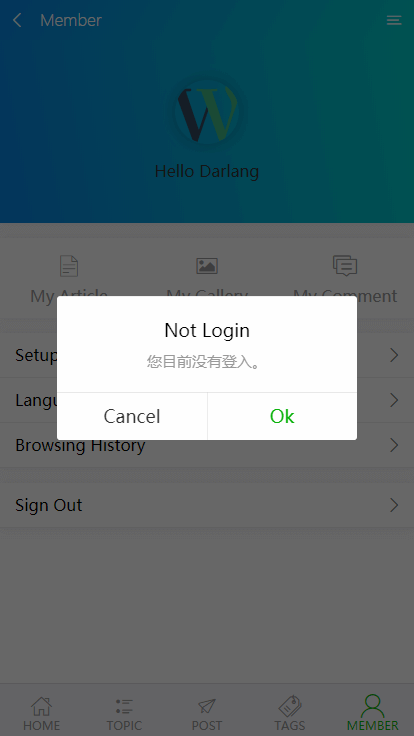 Member
Hello Darlang
My Article
My Gallery
My Comment
Not Login
您目前没有登入。
Cancel
Ok
Setup
Langu
Browsing History
Sign Out
HOME
TOPIC
POST
TAGS
MEMBER